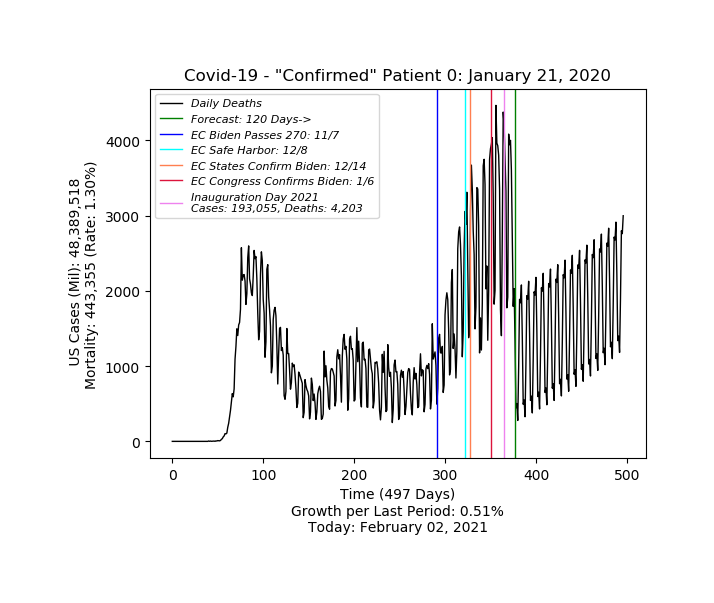 Covid-19 - "Confirmed" Patient 0: January 21, 2020
Daily Deaths
Forecast: 120 Days->
EC Biden Passes 270: 11/7
EC Safe Harbor: 12/8
EC States Confirm Biden: 12/14
EC Congress Confirms Biden: 1/6
Inauguration Day 2021
Cases: 193,055, Deaths: 4,203
US Cases (Mil): 48,389,518
Mortality: 443,355 (Rate: 1.30%)
4000
3000
2000
1000
0
0 100 200 300 400 500
Time (497 Days)
Growth per Last Period: 0.51%
Today: February 02, 2021